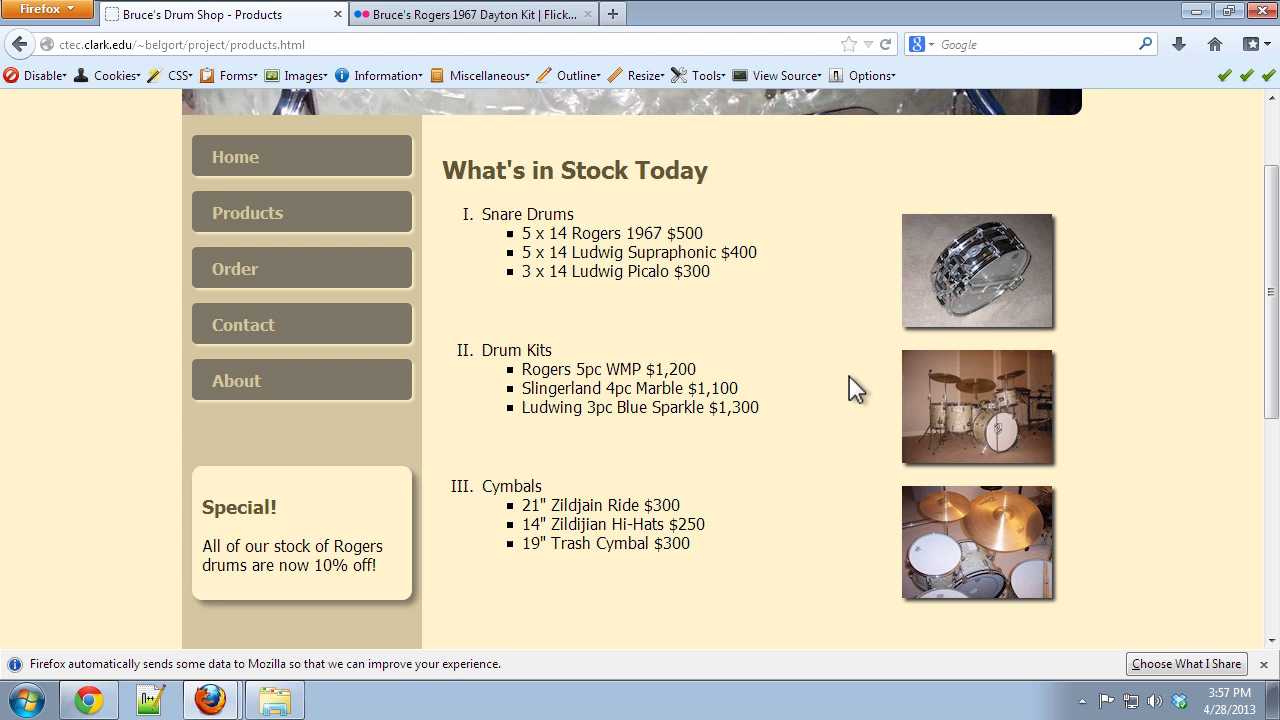 Firefox
Bruce's Drum Shop - Products
Bruce's Rogers 1967 Dayton Kit | Flick...
ctec.clark.edu/~belgort/project/products.html
Google
Disable Cookies CSS Forms Images Information Miscellaneous Outline Resize Tools View Source Options
Home
Products
Order
Contact
About
Special!
All of our stock of Rogers
drums are now 10% off!
What's in Stock Today
I. Snare Drums
5 x 14 Rogers 1967 $500
5 x 14 Ludwig Supraphonic $400
3 x 14 Ludwig Picalo $300
II. Drum Kits
Rogers 5pc WMP $1,200
Slingerland 4pc Marble $1,100
Ludwing 3pc Blue Sparkle $1,300
III. Cymbals
21" Zildjain Ride $300
14" Zildijian Hi-Hats $250
19" Trash Cymbal $300
Firefox automatically sends some data to Mozilla so that we can improve your experience.
Choose What I Share
3:57 PM
4/28/2013